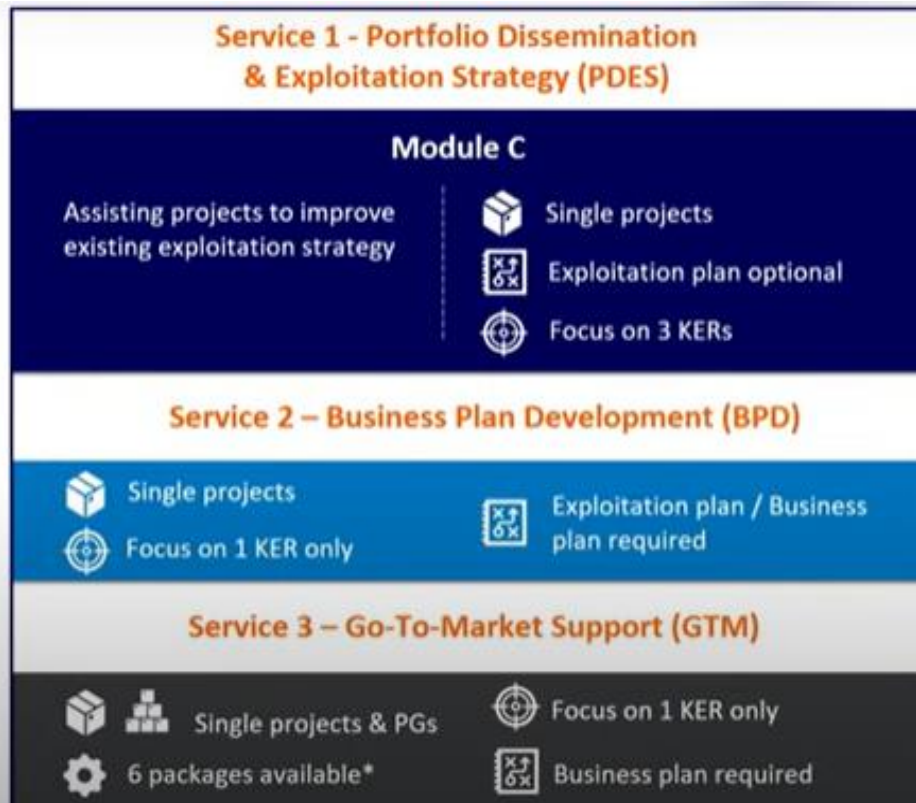 Service 1 - Portfolio Dissemination
& Exploitation Strategy (PDES)
Module C
Assisting projects to improve
existing exploitation strategy
Single projects
Exploitation plan optional
Focus on 3 KERs
Service 2 – Business Plan Development (BPD)
Single projects
Focus on 1 KER only
Exploitation plan / Business
plan required
Service 3 – Go-To-Market Support (GTM)
Single projects & PGs
6 packages available*
Focus on 1 KER only
Business plan required